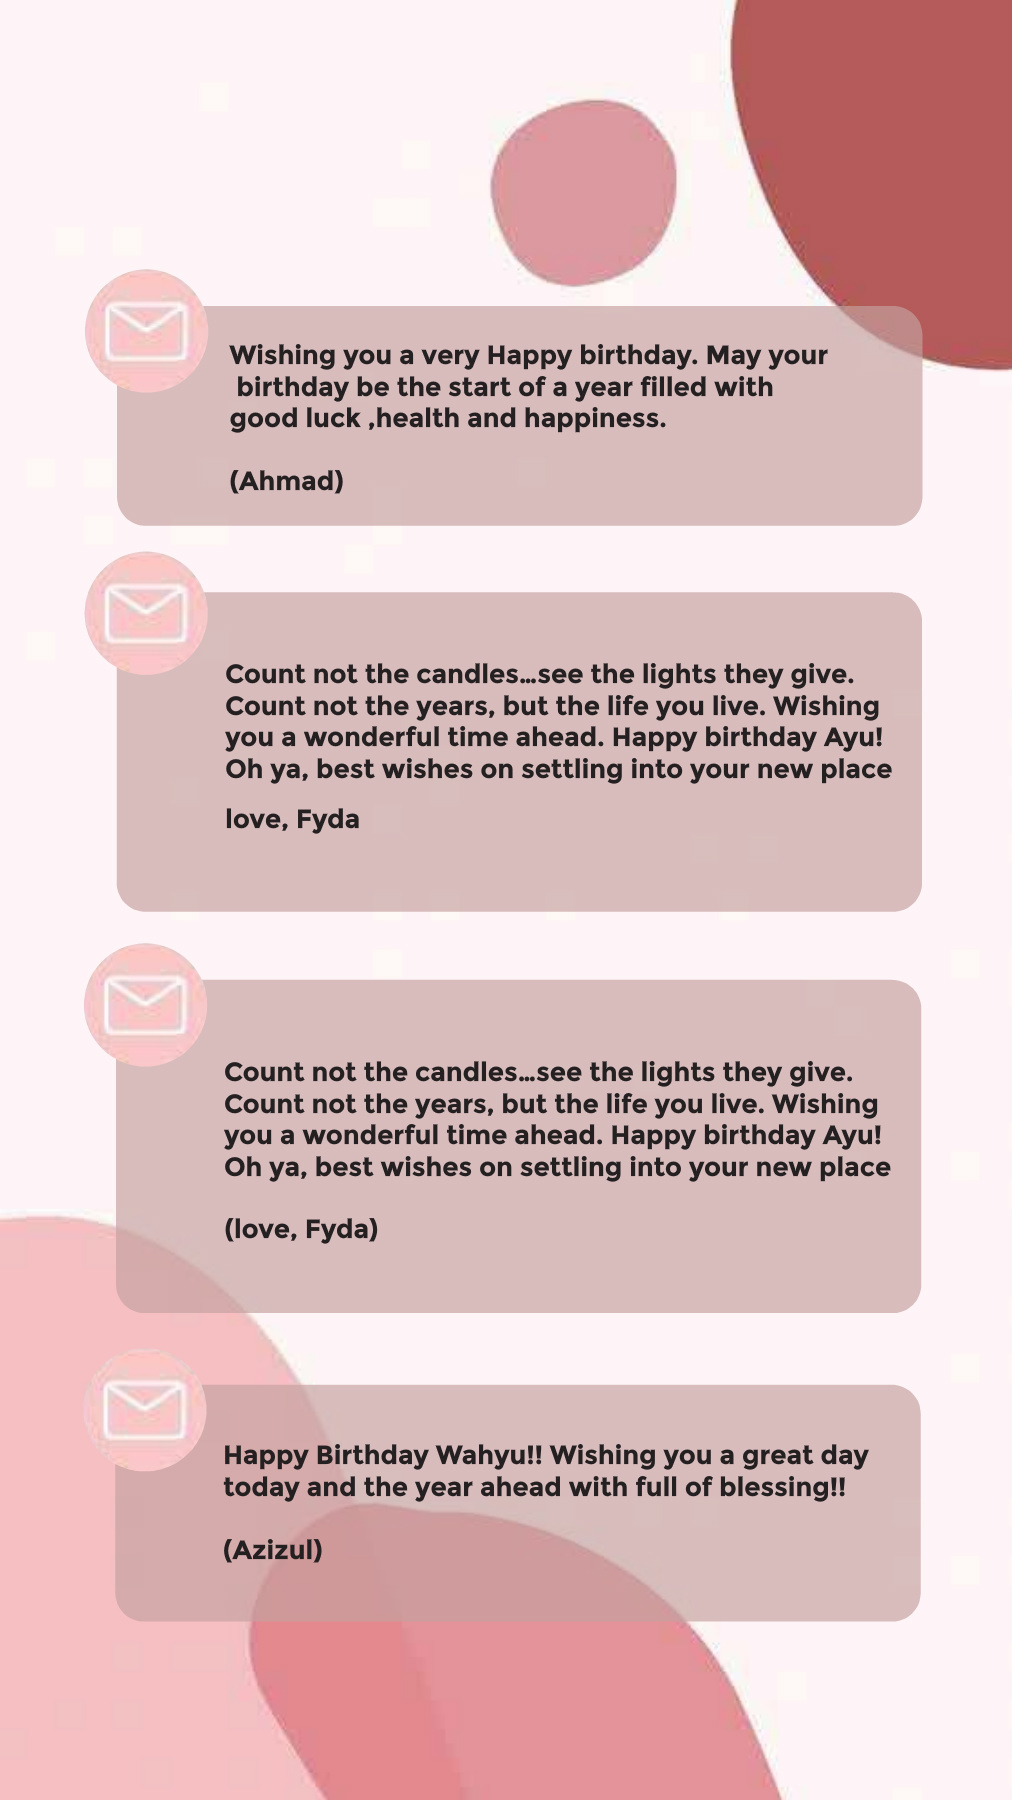 Wishing you a very Happy birthday. May your
birthday be the start of a year filled with
good luck ,health and happiness.
(Ahmad)
Count not the candles...see the lights they give.
Count not the years, but the life you live. Wishing
you a wonderful time ahead. Happy birthday Ayu!
Oh ya, best wishes on settling into your new place
love, Fyda
Count not the candles...see the lights they give.
Count not the years, but the life you live. Wishing
you a wonderful time ahead. Happy birthday Ayu!
Oh ya, best wishes on settling into your new place
(love, Fyda)
Happy Birthday Wahyu!! Wishing you a great day
today and the year ahead with full of blessing!!
(Azizul)